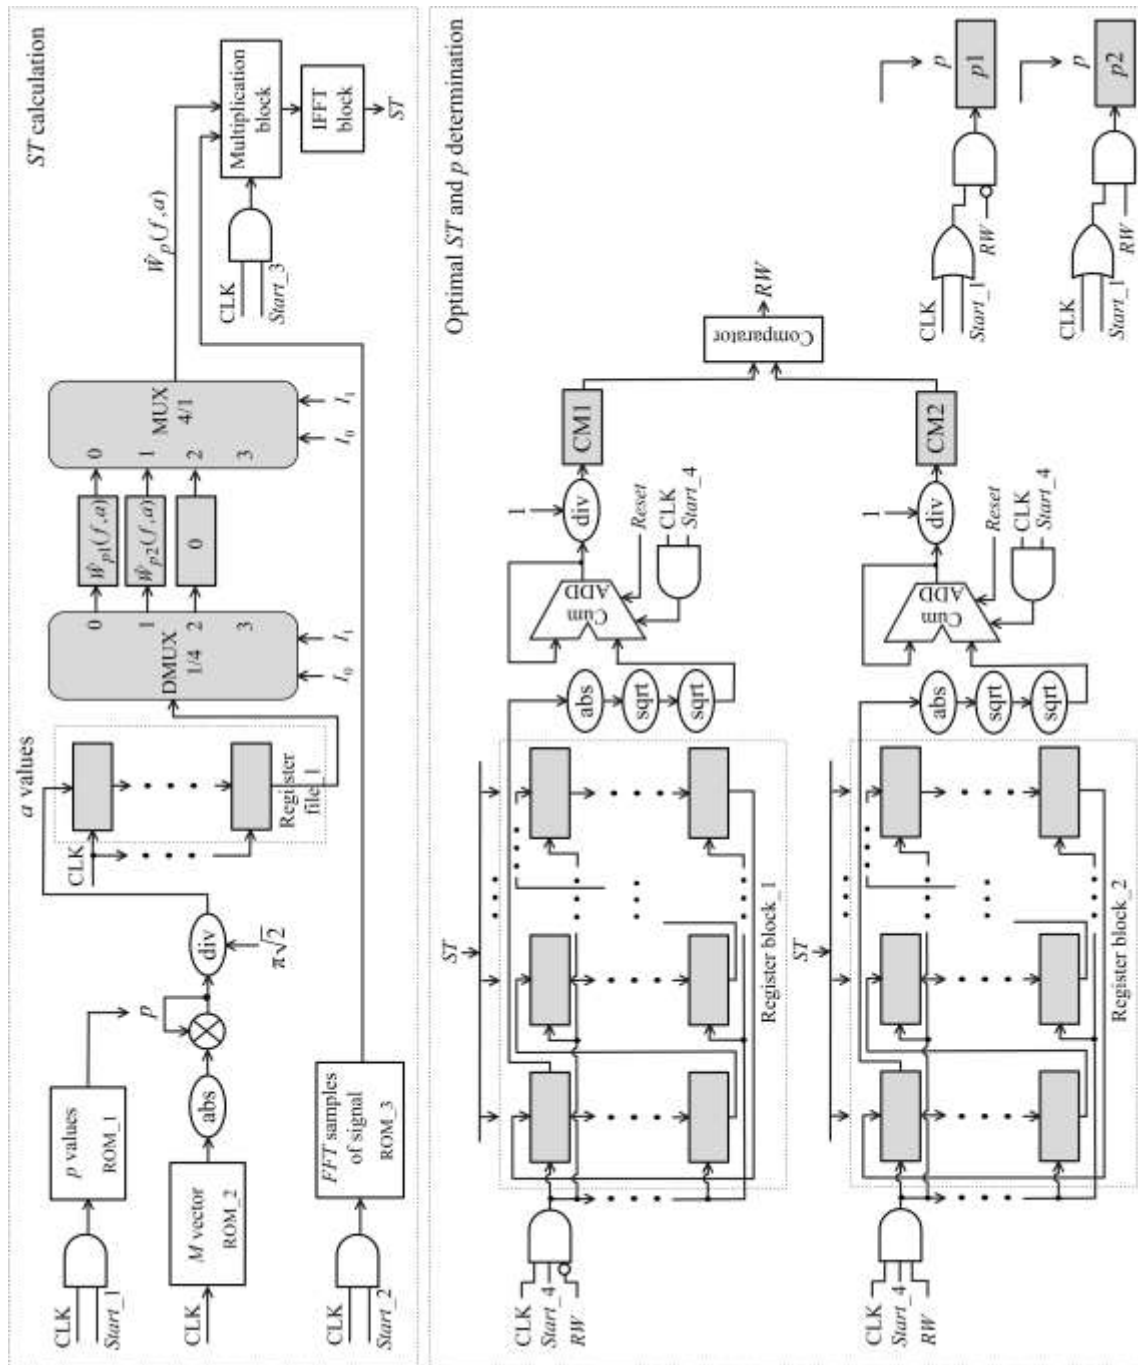 ST calculation
CLK
Start_1
p values
ROM_1
p
CLK
M vector
ROM_2
abs
div
π√2
a values
CLK
Register
file_1
DMUX
1/4
0
1
2
3
I0
I1
Ŵp1(f,a)
Ŵp2(f,a)
0
MUX
4/1
0
1
2
3
I0
I1
Ŵp(f,a)
CLK
Start_2
FFT samples
of signal
ROM_3
CLK
Start_3
Multiplication
block
IFFT
block
ST
Optimal ST and p determination
CLK
Start_4
RW
ST
Register block_1
abs
sqrt
sqrt
Cum
ADD
Reset
CLK
Start_4
1
div
CM1
Comparator
RW
CLK
Start_4
RW
ST
Register block_2
abs
sqrt
sqrt
Cum
ADD
Reset
CLK
Start_4
1
div
CM2
CLK
Start_1
RW
p
p1
CLK
Start_1
RW
p
p2